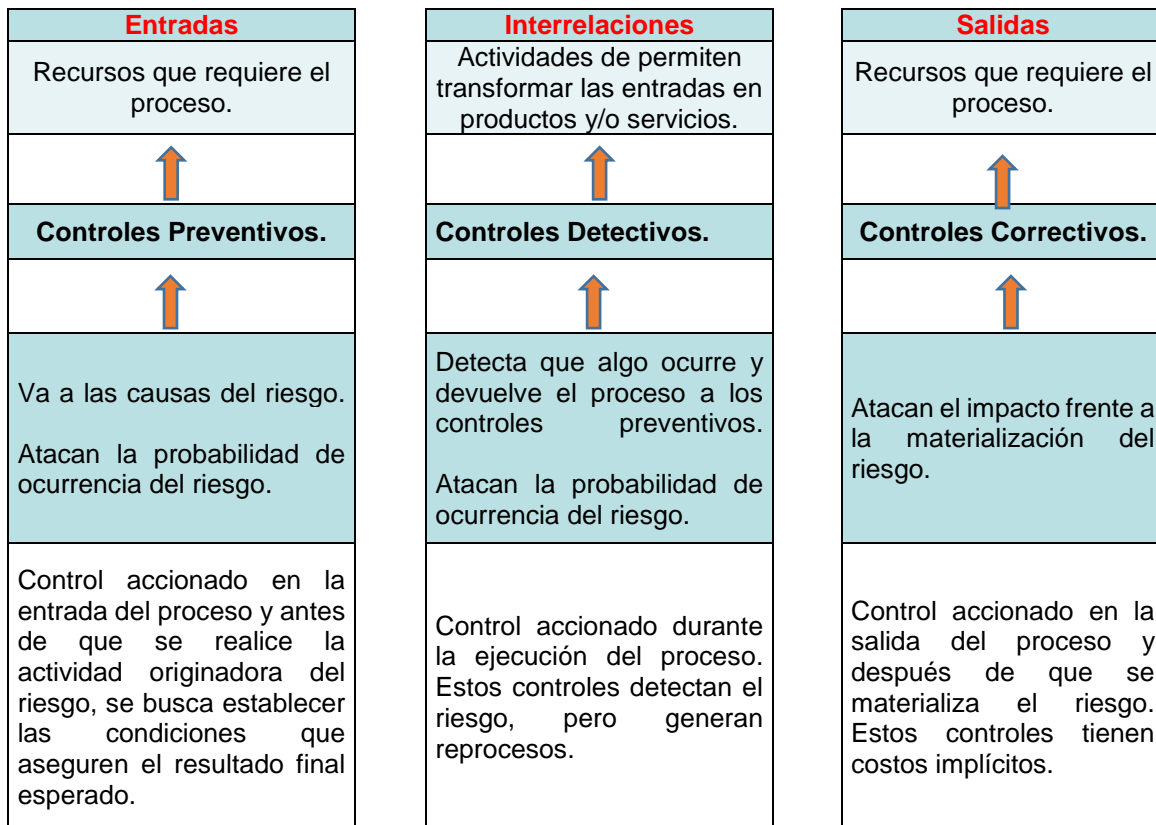 Entradas
Recursos que requiere el
proceso.
Controles Preventivos.
Va a las causas del riesgo.
Atacan la probabilidad de
ocurrencia del riesgo.
Control accionado en la
entrada del proceso y antes
de que se realice la
actividad originadora del
riesgo, se busca establecer
las condiciones que
aseguren el resultado final
esperado.
Interrelaciones
Actividades de permiten
transformar las entradas en
productos y/o servicios.
Controles Detectivos.
Detecta que algo ocurre y
devuelve el proceso a los
controles preventivos.
Atacan la probabilidad de
ocurrencia del riesgo.
Control accionado durante
la ejecución del proceso.
Estos controles detectan el
riesgo, pero generan
reprocesos.
Salidas
Recursos que requiere el
proceso.
Controles Correctivos.
Atacan el impacto frente a
la materialización del
riesgo.
Control accionado en la
salida del proceso y
después de que se
materializa el riesgo.
Estos controles tienen
costos implícitos.